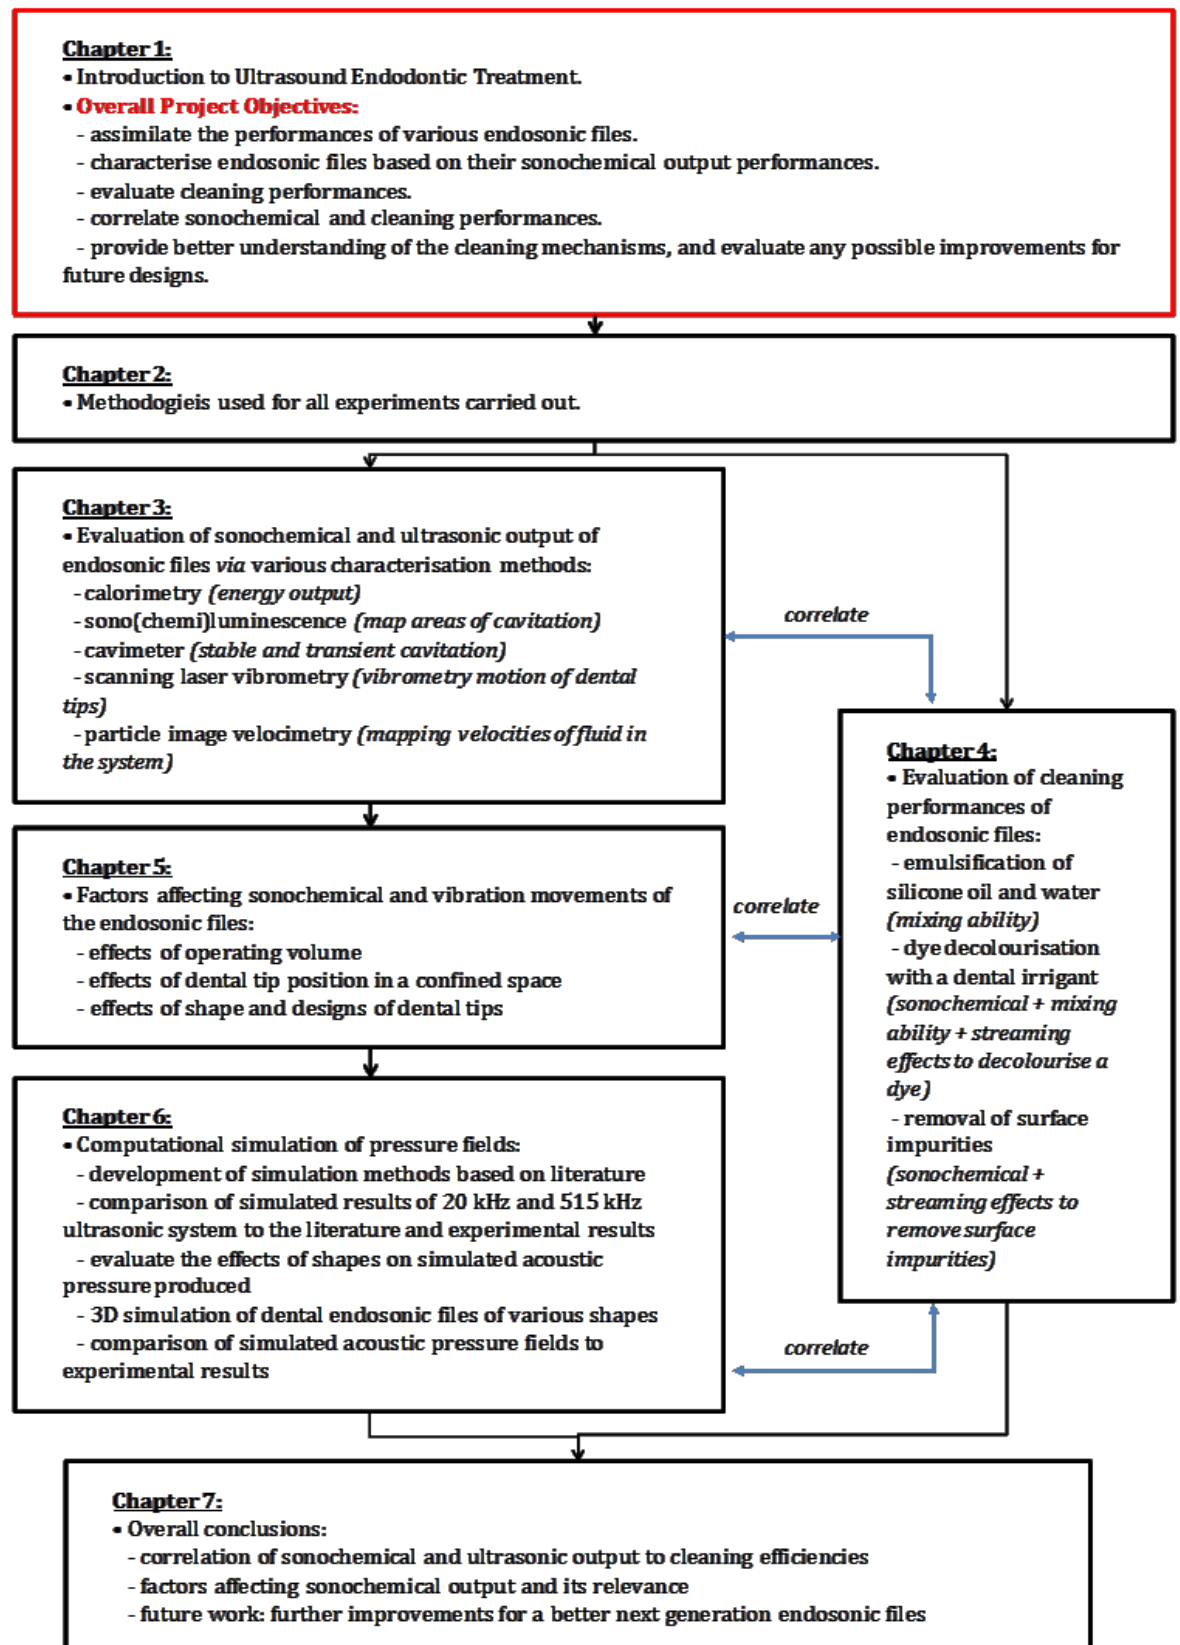 Chapter 1:
▪ Introduction to Ultrasound Endodontic Treatment.
▪ Overall Project Objectives:
- assimilate the performances of various endosonic files.
- characterise endosonic files based on their sonochemical output performances.
- evaluate cleaning performances.
- correlate sonochemical and cleaning performances.
- provide better understanding of the cleaning mechanisms, and evaluate any possible improvements for
future designs.
Chapter 2:
▪ Methodogieis used for all experiments carried out.
Chapter 3:
▪ Evaluation of sonochemical and ultrasonic output of
endosonic files via various characterisation methods:
- calorimetry (energy output)
- sono(chemi)luminescence (map areas of cavitation)
- cavimeter (stable and transient cavitation)
- scanning laser vibrometry (vibrometry motion of dental
tips)
- particle image velocimetry (mapping velocities of fluid in
the system)
correlate
Chapter 4:
▪ Evaluation of cleaning
performances of
endosonic files:
- emulsification of
silicone oil and water
(mixing ability)
- dye decolourisation
with a dental irrigant
(sonochemical + mixing
ability + streaming
effects to decolourise a
dye)
- removal of surface
impurities
(sonochemical +
streaming effects to
remove surface
impurities)
Chapter 5:
▪ Factors affecting sonochemical and vibration movements of
the endosonic files:
- effects of operating volume
- effects of dental tip position in a confined space
- effects of shape and designs of dental tips
correlate
Chapter 6:
▪ Computational simulation of pressure fields:
- development of simulation methods based on literature
- comparison of simulated results of 20 kHz and 515 kHz
ultrasonic system to the literature and experimental results
- evaluate the effects of shapes on simulated acoustic
pressure produced
- 3D simulation of dental endosonic files of various shapes
- comparison of simulated acoustic pressure fields to
experimental results
correlate
Chapter 7:
▪ Overall conclusions:
- correlation of sonochemical and ultrasonic output to cleaning efficiencies
- factors affecting sonochemical output and its relevance
- future work: further improvements for a better next generation endosonic files